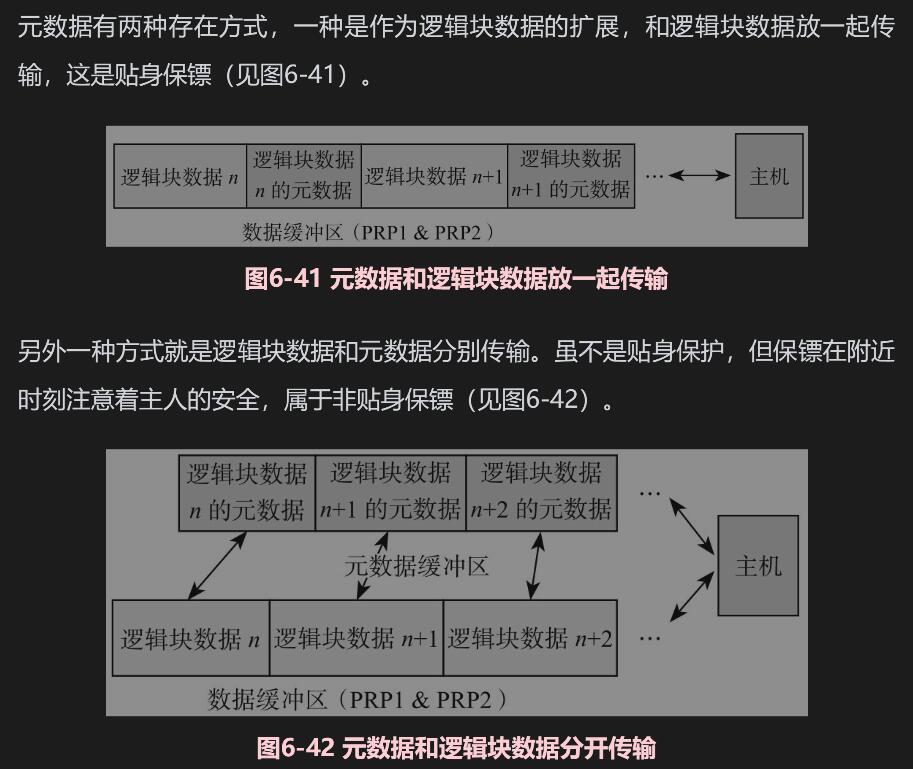 元数据有两种存在方式，一种是作为逻辑块数据的扩展，和逻辑块数据放一起传
输，这是贴身保镖（见图6-41）。
逻辑块数据 n
逻辑块数据
n 的元数据
逻辑块数据 n+1
逻辑块数据
n+1 的元数据
…
主机
数据缓冲区（PRP1 & PRP2 ）
图6-41 元数据和逻辑块数据放一起传输
另外一种方式就是逻辑块数据和元数据分别传输。虽不是贴身保护，但保镖在附近
时刻注意着主人的安全，属于非贴身保镖（见图6-42）。
逻辑块数据
n 的元数据
逻辑块数据
n+1 的元数据
逻辑块数据
n+2 的元数据
…
元数据缓冲区
主机
逻辑块数据 n
逻辑块数据 n+1
逻辑块数据 n+2
…
数据缓冲区（PRP1 & PRP2 ）
图6-42 元数据和逻辑块数据分开传输